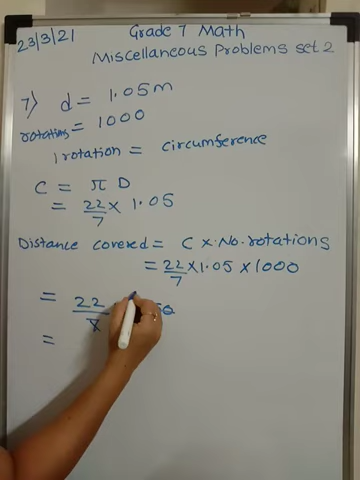 23/3/21
Grade 7 Math
Miscellaneous Problems set 2
7) d = 1.05m
rotations = 1000
1 rotation = circumference
C = π D
= 22/7 × 1.05
Distance covered = C × No. rotations
= 22/7 × 1.05 × 1000
= 22/7
=